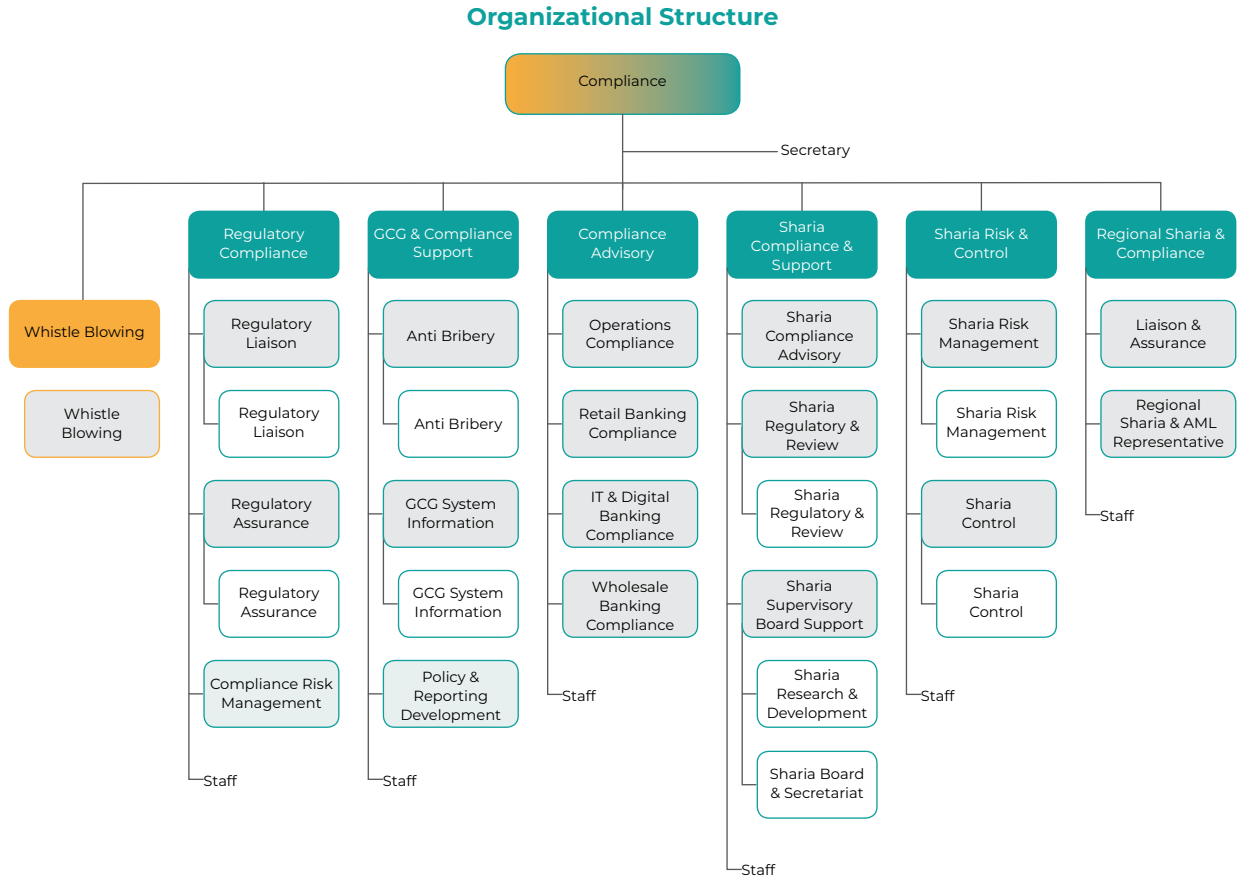 Organizational Structure
Compliance
Secretary
Whistle Blowing
Whistle
Blowing
Regulatory
Compliance
Regulatory
Liaison
Regulatory
Liaison
Regulatory
Assurance
Regulatory
Assurance
Compliance Risk
Management
Staff
GCG & Compliance
Support
Anti Bribery
Anti Bribery
GCG System
Information
GCG System
Information
Policy &
Reporting
Development
Staff
Compliance
Advisory
Operations
Compliance
Retail Banking
Compliance
IT & Digital
Banking
Compliance
Wholesale
Banking
Compliance
Staff
Sharia
Compliance &
Support
Sharia
Compliance
Advisory
Sharia
Regulatory &
Review
Sharia
Regulatory &
Review
Sharia
Supervisory
Board Support
Sharia
Research &
Development
Sharia Board
& Secretariat
Staff
Sharia Risk &
Control
Sharia Risk
Management
Sharia Risk
Management
Sharia
Control
Sharia
Control
Staff
Regional Sharia &
Compliance
Liaison &
Assurance
Regional
Sharia & AML
Representative
Staff